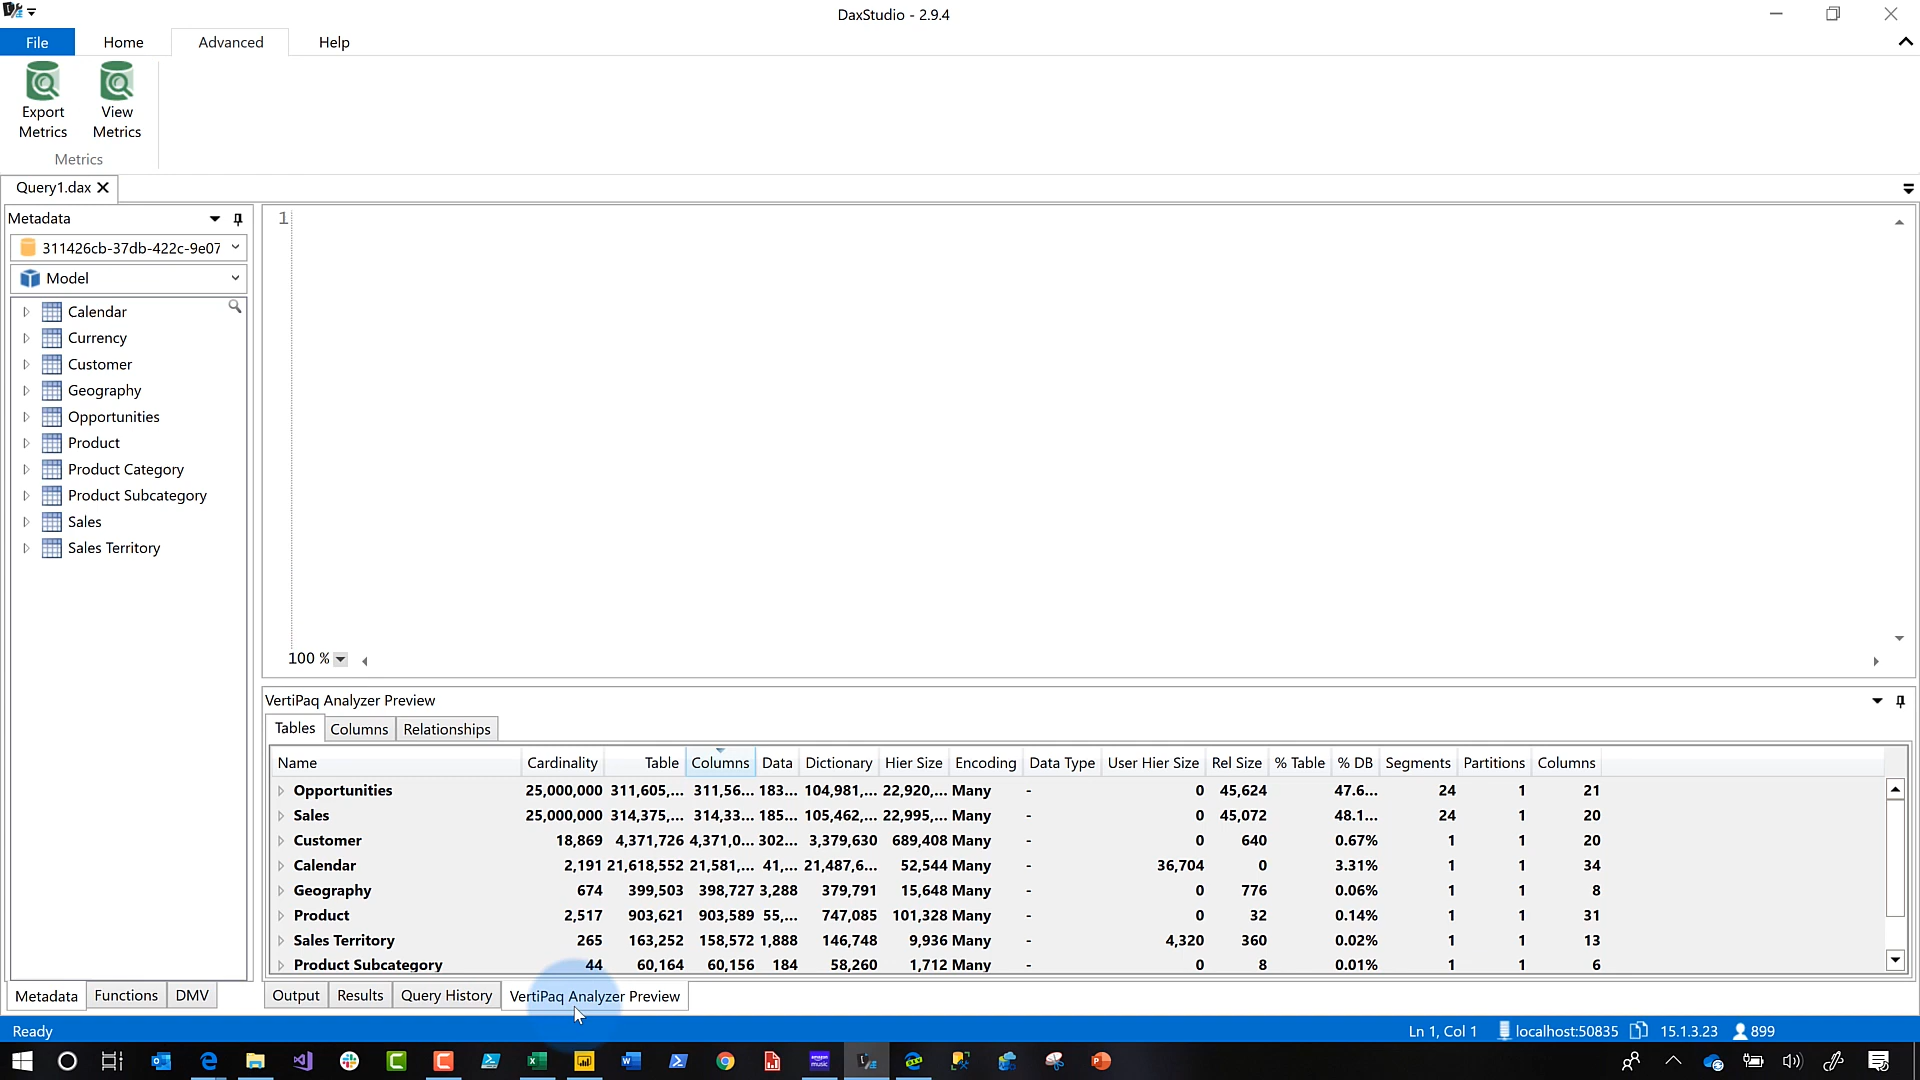 DaxStudio - 2.9.4
File Home Advanced Help
Export Metrics
View Metrics
Metrics
Query1.dax
Metadata
311426cb-37db-422c-9e07
Model
Calendar
Currency
Customer
Geography
Opportunities
Product
Product Category
Product Subcategory
Sales
Sales Territory
1
100 %
VertiPaq Analyzer Preview
Tables Columns Relationships
Name Cardinality Table Columns Data Dictionary Hier Size Encoding Data Type User Hier Size Rel Size % Table % DB Segments Partitions Columns
Opportunities 25,000,000 311,605,... 311,56... 183... 104,981,... 22,920,... Many - 0 45,624 47.6... 24 1 21
Sales 25,000,000 314,375,... 314,33... 185... 105,462,... 22,995,... Many - 0 45,072 48.1... 24 1 20
Customer 18,869 4,371,726 4,371,0... 302... 3,379,630 689,408 Many - 0 640 0.67% 1 1 20
Calendar 2,191 21,618,552 21,581,... 41,... 21,487,6... 52,544 Many - 36,704 0 3.31% 1 1 34
Geography 674 399,503 398,727 3,288 379,791 15,648 Many - 0 776 0.06% 1 1 8
Product 2,517 903,621 903,589 55,... 747,085 101,328 Many - 0 32 0.14% 1 1 31
Sales Territory 265 163,252 158,572 1,888 146,748 9,936 Many - 4,320 360 0.02% 1 1 13
Product Subcategory 44 60,164 60,156 184 58,260 1,712 Many - 0 8 0.01% 1 1 6
Metadata Functions DMV
Output Results Query History VertiPaq Analyzer Preview
Ready
Ln 1, Col 1 localhost:50835 15.1.3.23 899